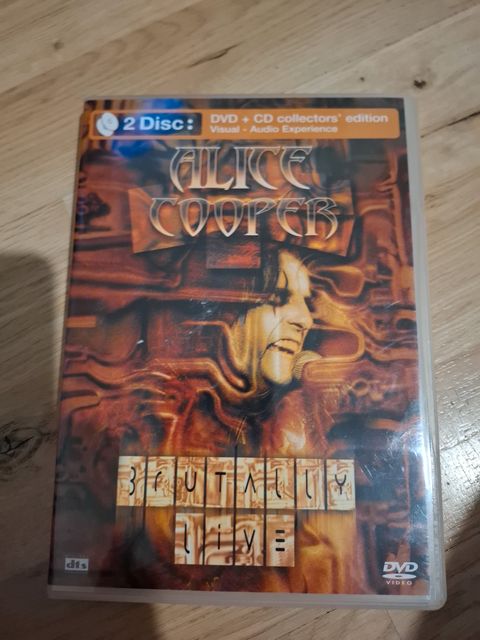 2 Disc:
DVD + CD collectors' edition
Visual - Audio Experience
ALICE
COOPER
BRUTALLY
LIVE
dts
DVD
VIDEO